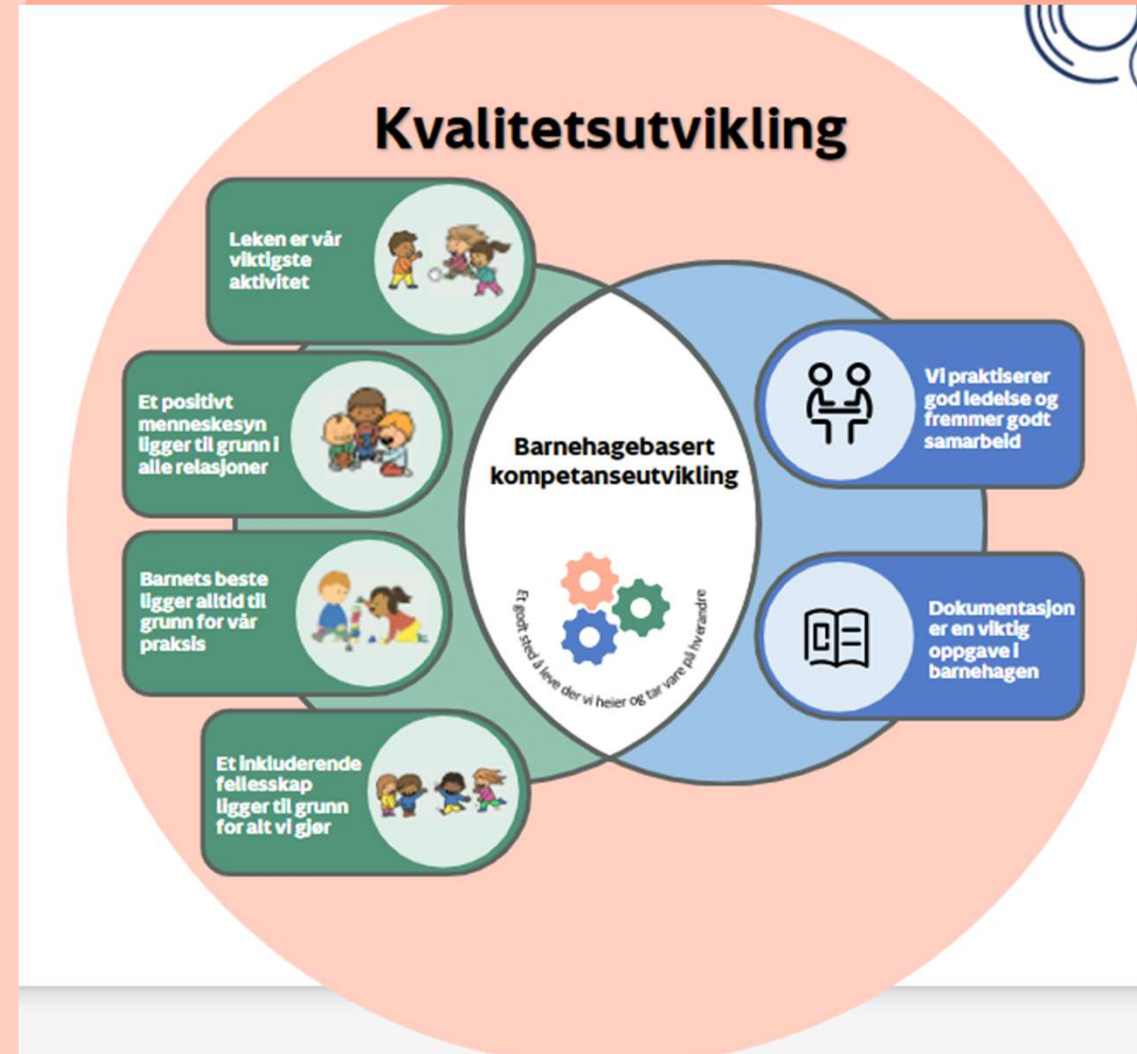 Kvalitetsutvikling
Leken er vår
viktigste
aktivitet
Et positivt
menneskesyn
ligger til grunn i
alle relasjoner
Barnets beste
ligger alltid til
grunn for vår
praksis
Et inkluderende
fellesskap
ligger til grunn
for alt vi gjør
Barnehagebasert
kompetanseutvikling
Et godt sted å leve der vi heier og tar vare på hverandre
Vi praktiserer
god ledelse og
fremmer godt
samarbeid
Dokumentasjon
er en viktig
oppgave i
barnehagen